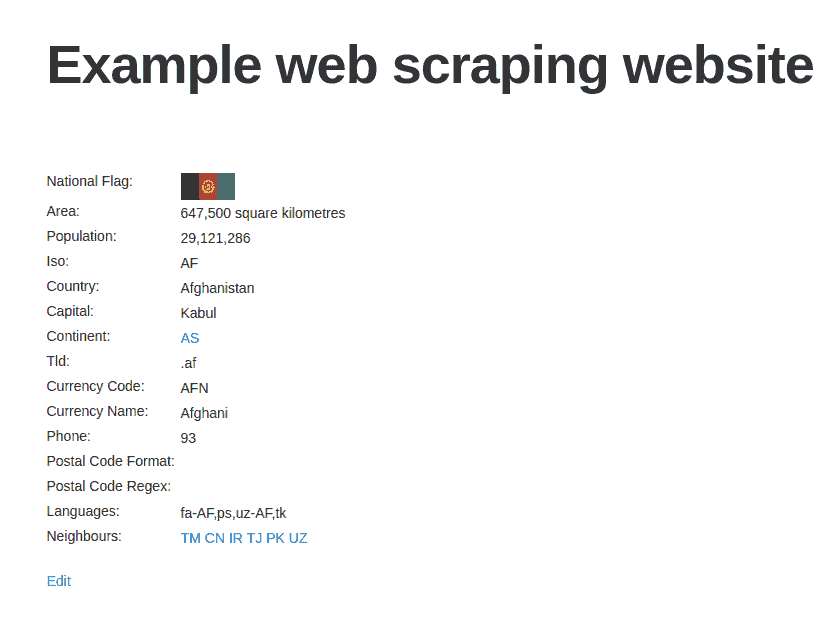 Example web scraping website
National Flag:
Area: 647,500 square kilometres
Population: 29,121,286
Iso: AF
Country: Afghanistan
Capital: Kabul
Continent: AS
Tld: .af
Currency Code: AFN
Currency Name: Afghani
Phone: 93
Postal Code Format:
Postal Code Regex:
Languages: fa-AF,ps,uz-AF,tk
Neighbours: TM CN IR TJ PK UZ
Edit